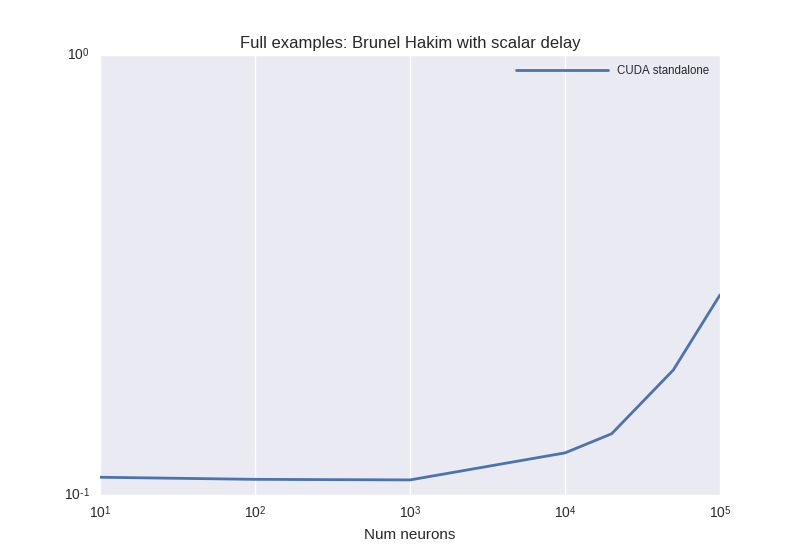 Full examples: Brunel Hakim with scalar delay
10⁰
CUDA standalone
10⁻¹
10¹ 10² 10³ 10⁴ 10⁵
Num neurons